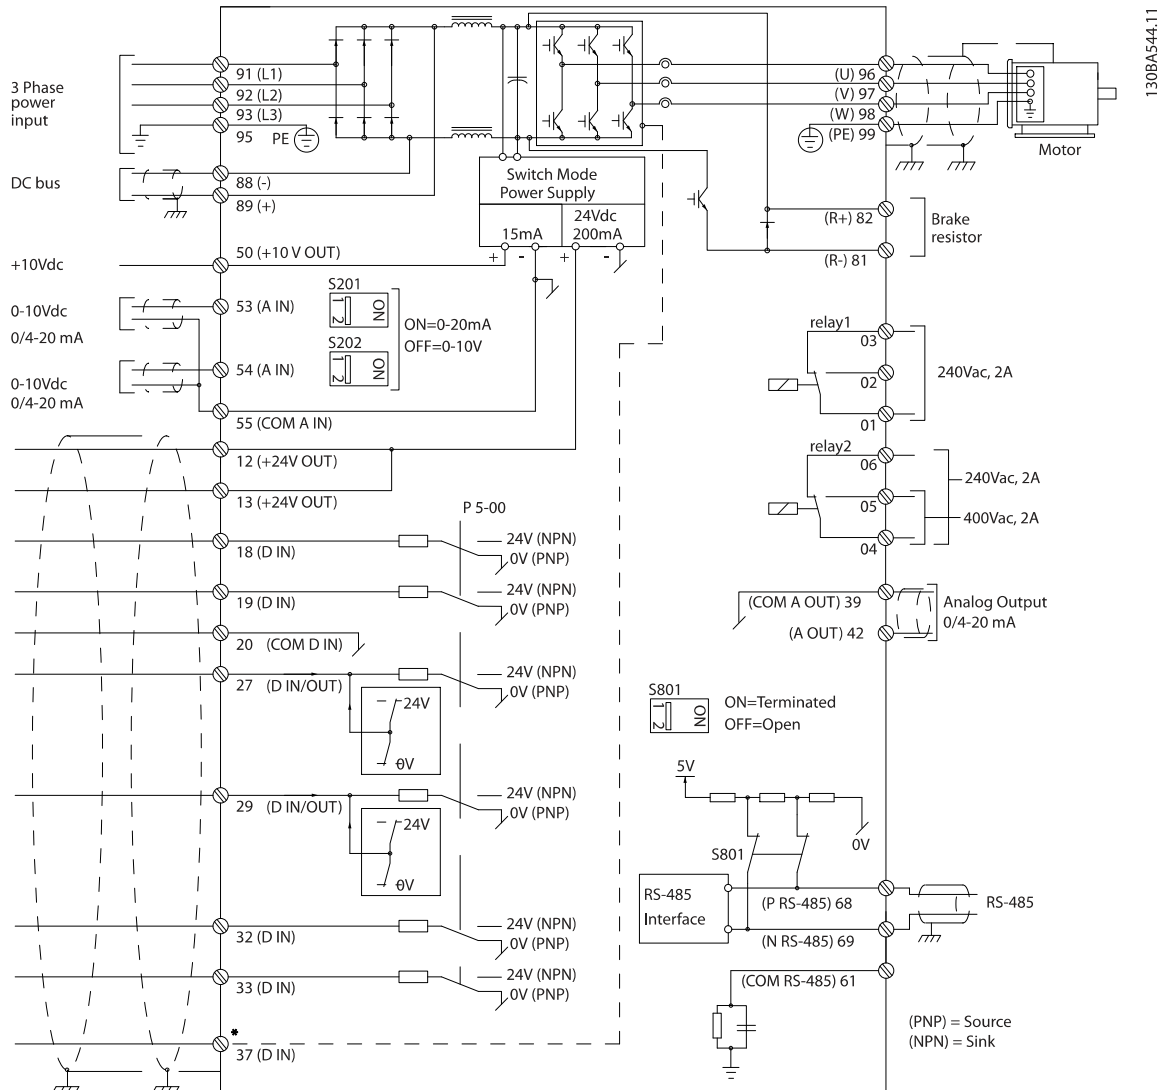 130BA544.11
3 Phase
power
input
91 (L1)
92 (L2)
93 (L3)
95
PE
DC bus
88 (-)
89 (+)
+10Vdc
50 (+10 V OUT)
0-10Vdc
0/4-20 mA
53 (A IN)
0-10Vdc
0/4-20 mA
54 (A IN)
55 (COM A IN)
12 (+24V OUT)
13 (+24V OUT)
18 (D IN)
19 (D IN)
20 (COM D IN)
27 (D IN/OUT)
29 (D IN/OUT)
32 (D IN)
33 (D IN)
*
37 (D IN)
Switch Mode
Power Supply
15mA
24Vdc
200mA
+ - + -
S201
1 2 ON
S202
1 2 ON
ON=0-20mA
OFF=0-10V
P 5-00
24V (NPN)
0V (PNP)
24V (NPN)
0V (PNP)
24V (NPN)
0V (PNP)
24V
0V
24V (NPN)
0V (PNP)
24V
0V
24V (NPN)
0V (PNP)
24V (NPN)
0V (PNP)
(U) 96
(V) 97
(W) 98
(PE) 99
Motor
(R+) 82
(R-) 81
Brake
resistor
relay1
03
02
01
240Vac, 2A
relay2
06
05
04
240Vac, 2A
400Vac, 2A
(COM A OUT) 39
(A OUT) 42
Analog Output
0/4-20 mA
S801
1 2 ON
ON=Terminated
OFF=Open
5V
0V
S801
RS-485
Interface
(P RS-485) 68
(N RS-485) 69
(COM RS-485) 61
RS-485
(PNP) = Source
(NPN) = Sink